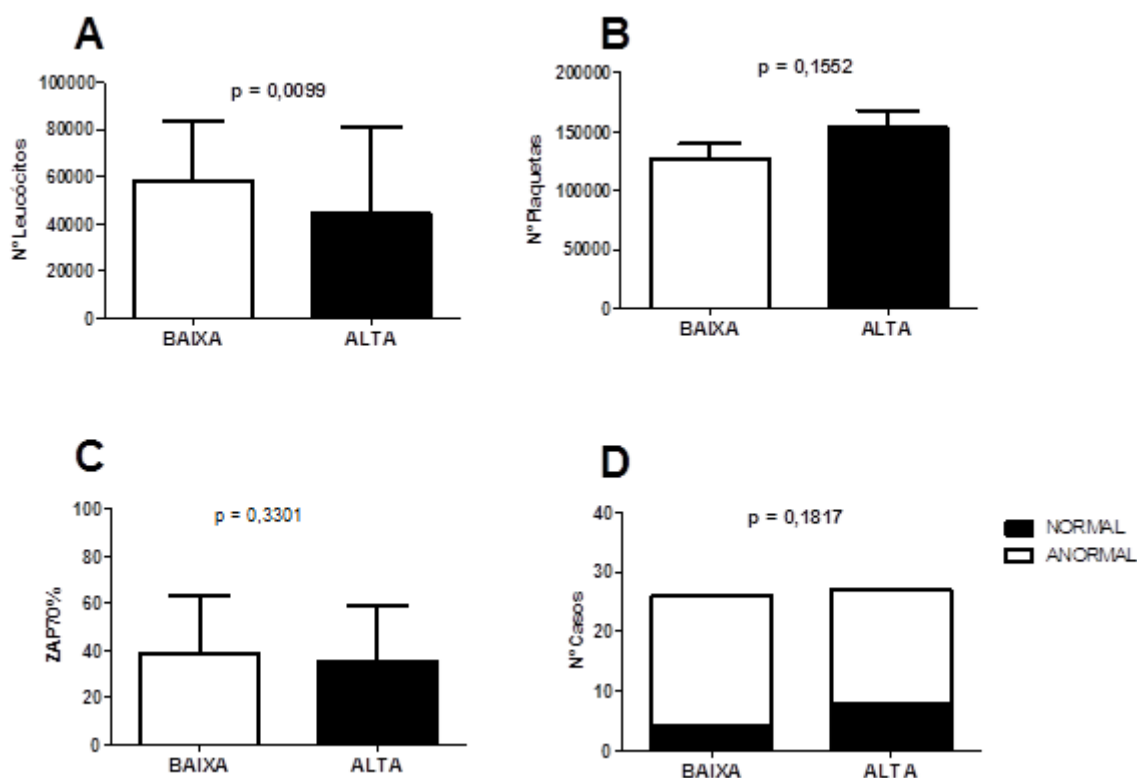 A
p = 0,0099
100000
80000
60000
40000
20000
0
Nº Leucócitos
BAIXA
ALTA
B
p = 0,1552
200000
150000
100000
50000
0
Nº Plaquetas
BAIXA
ALTA
C
p = 0,3301
100
80
60
40
20
0
ZAP70%
BAIXA
ALTA
D
p = 0,1817
40
30
20
10
0
Nº Casos
BAIXA
ALTA
NORMAL
ANORMAL